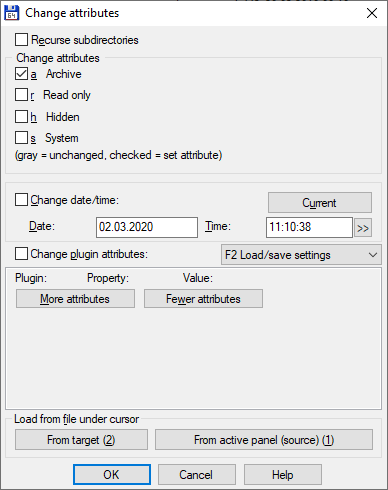 64 Change attributes
Recurse subdirectories
Change attributes
a Archive
r Read only
h Hidden
s System
(gray = unchanged, checked = set attribute)
Change date/time:
Current
Date: 02.03.2020 Time: 11:10:38 >>
Change plugin attributes: F2 Load/save settings
Plugin: Property: Value:
More attributes Fewer attributes
Load from file under cursor
From target (2) From active panel (source) (1)
OK Cancel Help